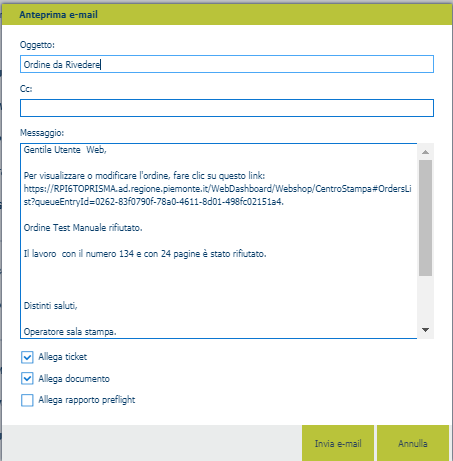 Anteprima e-mail
Oggetto:
Ordine da Rivedere
Cc:
Messaggio:
Gentile Utente  Web,
Per visualizzare o modificare l'ordine, fare clic su questo link:
https://RPI6TOPRISMA.ad.regione.piemonte.it/WebDashboard/Webshop/CentroStampa#OrdersLi
st?queueEntryId=0262-83f0790f-78a0-4611-8d01-498fc02151a4.
Ordine Test Manuale rifiutato.
Il lavoro  con il numero 134 e con 24 pagine è stato rifiutato.
Distinti saluti,
Operatore sala stampa.
Allega ticket
Allega documento
Allega rapporto preflight
Invia e-mail
Annulla